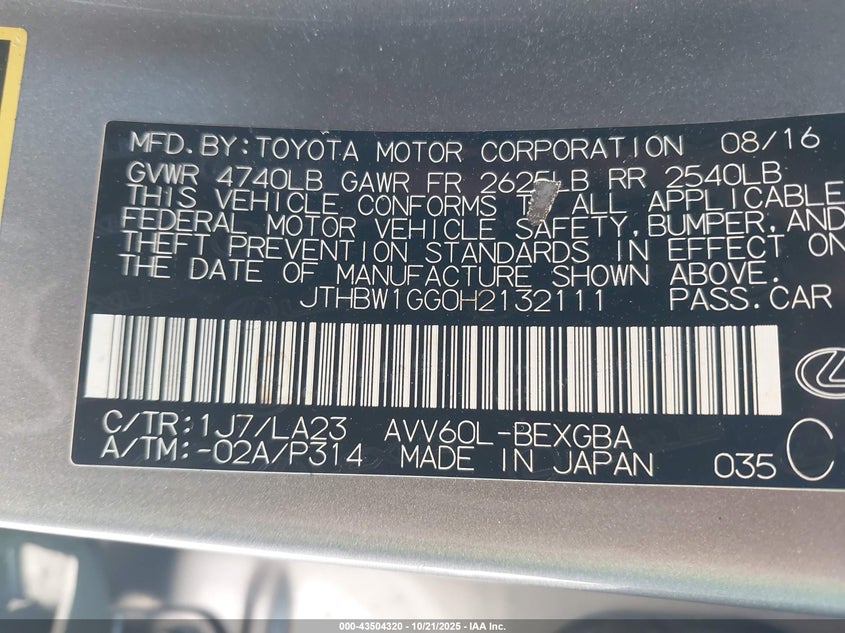 MFD.BY:TOYOTA MOTOR CORPORATION 08/16
GVWR 4740LB GAWR FR 2625LB RR 2540LB
THIS VEHICLE CONFORMS TO ALL APPLICABLE
FEDERAL MOTOR VEHICLE SAFETY,BUMPER,AND
THEFT PREVENTION STANDARDS IN EFFECT ON
THE DATE OF MANUFACTURE SHOWN ABOVE.
JTHBW1GG0H2132111 PASS.CAR
C/TR:1J7/LA23 AVV60L-BEXGBA
A/TM:-02A/P314 MADE IN JAPAN 035 C
000-43504320 - 10/21/2025 - IAA Inc.